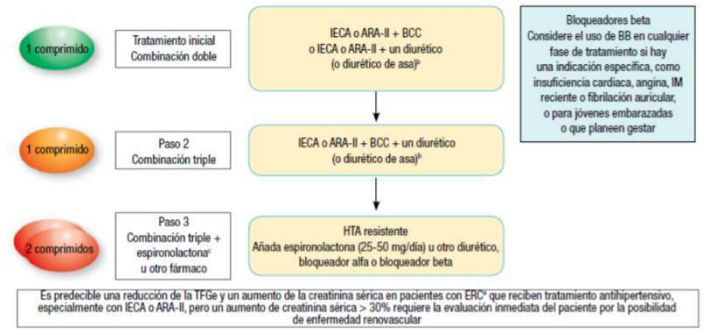 1 comprimido
Tratamiento inicial
Combinación doble
IECA o ARA-II + BCC
o IECA o ARA-II + un diurético
(o diurético de asa)ᵇ
Bloqueadores beta
Considere el uso de BB en cualquier
fase de tratamiento si hay
una indicación específica, como
insuficiencia cardiaca, angina, IM
reciente o fibrilación auricular,
o para jóvenes embarazadas
o que planeen gestar
1 comprimido
Paso 2
Combinación triple
IECA o ARA-II + BCC + un diurético
(o diurético de asa)ᵇ
2 comprimidos
Paso 3
Combinación triple +
espironolactonaᶜ
u otro fármaco
HTA resistente
Añada espironolactona (25-50 mg/día) u otro diurético,
bloqueador alfa o bloqueador beta
Es predecible una reducción de la TFGe y un aumento de la creatinina sérica en pacientes con ERCᵃ que reciben tratamiento antihipertensivo,
especialmente con IECA o ARA-II, pero un aumento de creatinina sérica > 30% requiere la evaluación inmediata del paciente por la posibilidad
de enfermedad renovascular